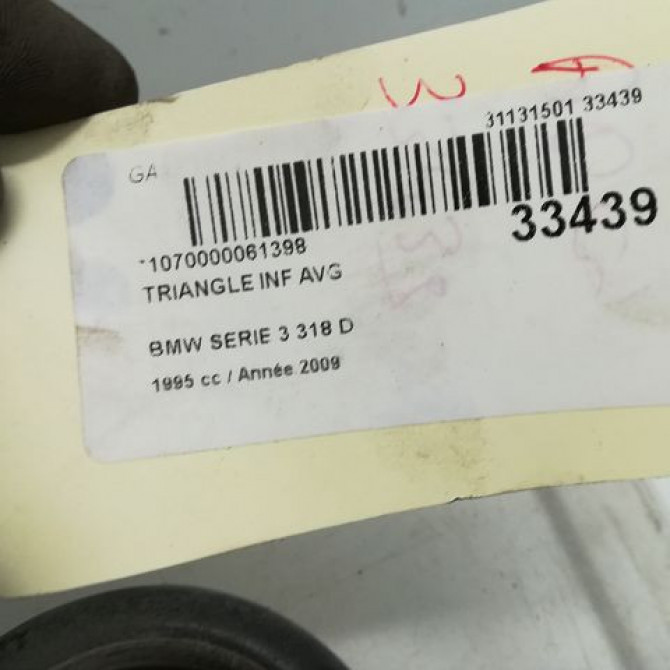 31131501 33439
GA
33439
-1070000061398
TRIANGLE INF AVG
BMW SERIE 3 318 D
1995 cc / Année 2009